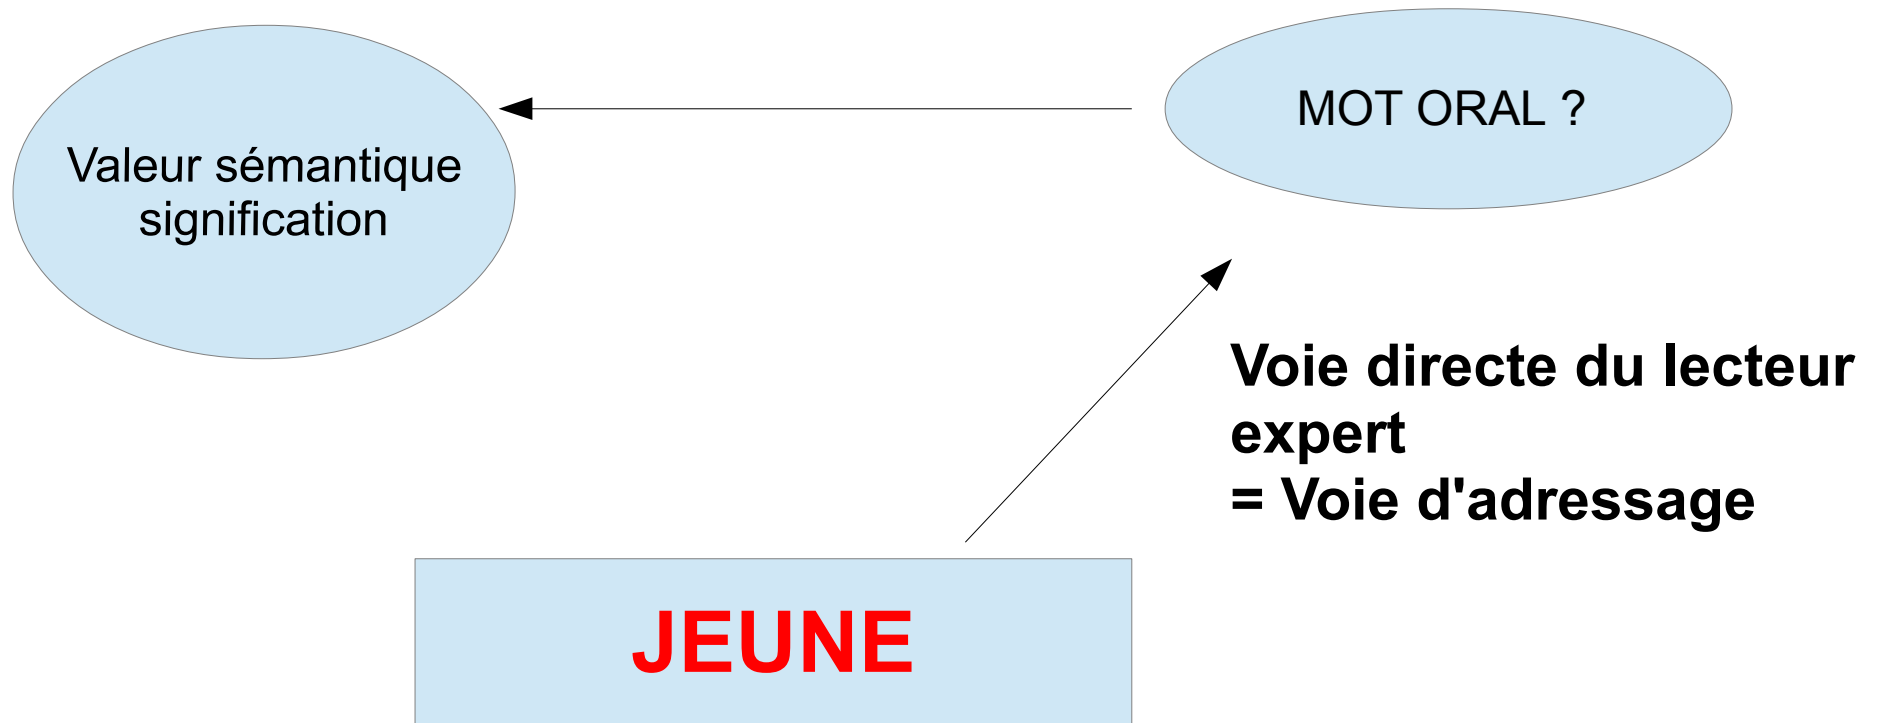 MOT ORAL ?
Valeur sémantique
signification
Voie directe du lecteur
expert
= Voie d'adressage
JEUNE